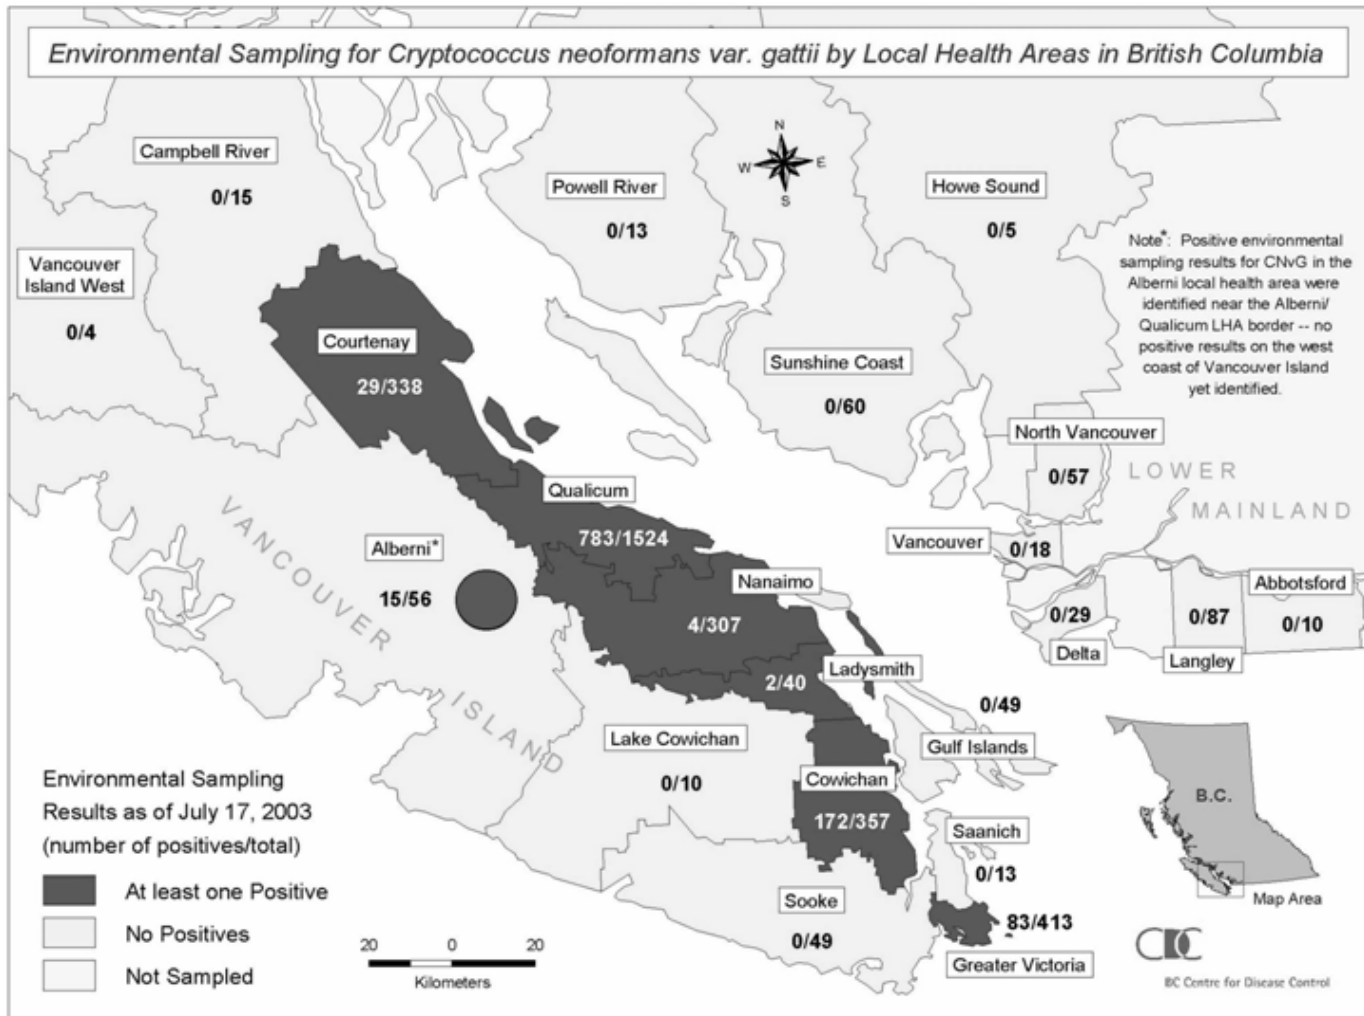 Environmental Sampling for Cryptococcus neoformans var. gattii by Local Health Areas in British Columbia
Campbell River
0/15
Powell River
0/13
N
W
E
S
Howe Sound
0/5
Vancouver
Island West
0/4
Note*: Positive environmental
sampling results for CNvG in the
Alberni local health area were
identified near the Alberni/
Qualicum LHA border -- no
positive results on the west
coast of Vancouver Island
yet identified.
Courtenay
29/338
Sunshine Coast
0/60
North Vancouver
0/57
LOWER
MAINLAND
Qualicum
783/1524
Vancouver
0/18
Alberni*
15/56
VANCOUVER
ISLAND
Nanaimo
4/307
Abbotsford
0/10
0/29
Delta
0/87
Langley
Ladysmith
2/40
0/49
Gulf Islands
Lake Cowichan
0/10
Cowichan
172/357
Saanich
0/13
Sooke
0/49
83/413
Greater Victoria
B.C.
Map Area
Environmental Sampling
Results as of July 17, 2003
(number of positives/total)
At least one Positive
No Positives
Not Sampled
20 0 20
Kilometers
CDC
BC Centre for Disease Control